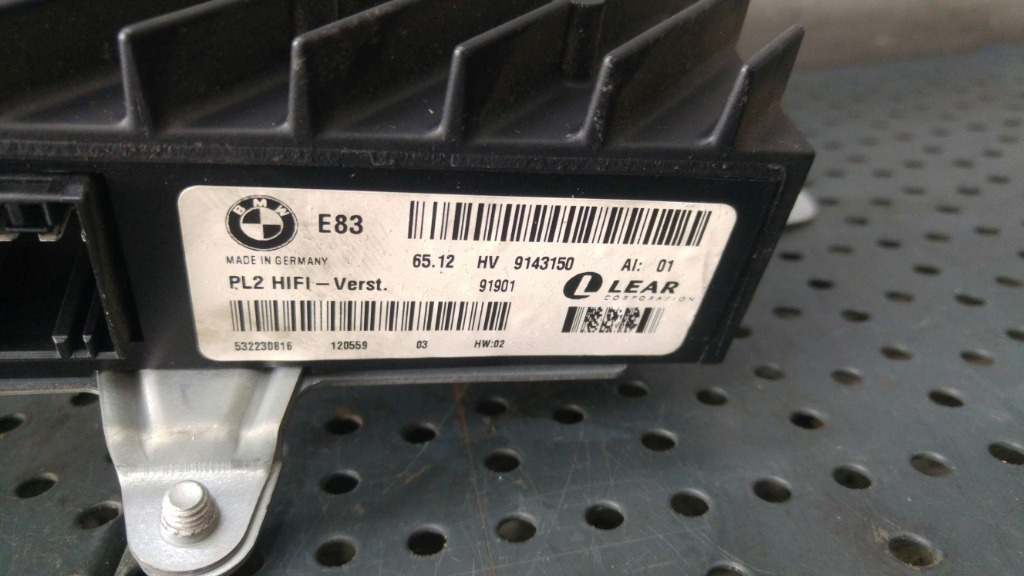 BMW E83
MADE IN GERMANY 65.12 HV 9143150 AI: 01
PL2 HIFI-Verst. 91901 LEAR
CORPORATION
532230816 120559 03 HW:02